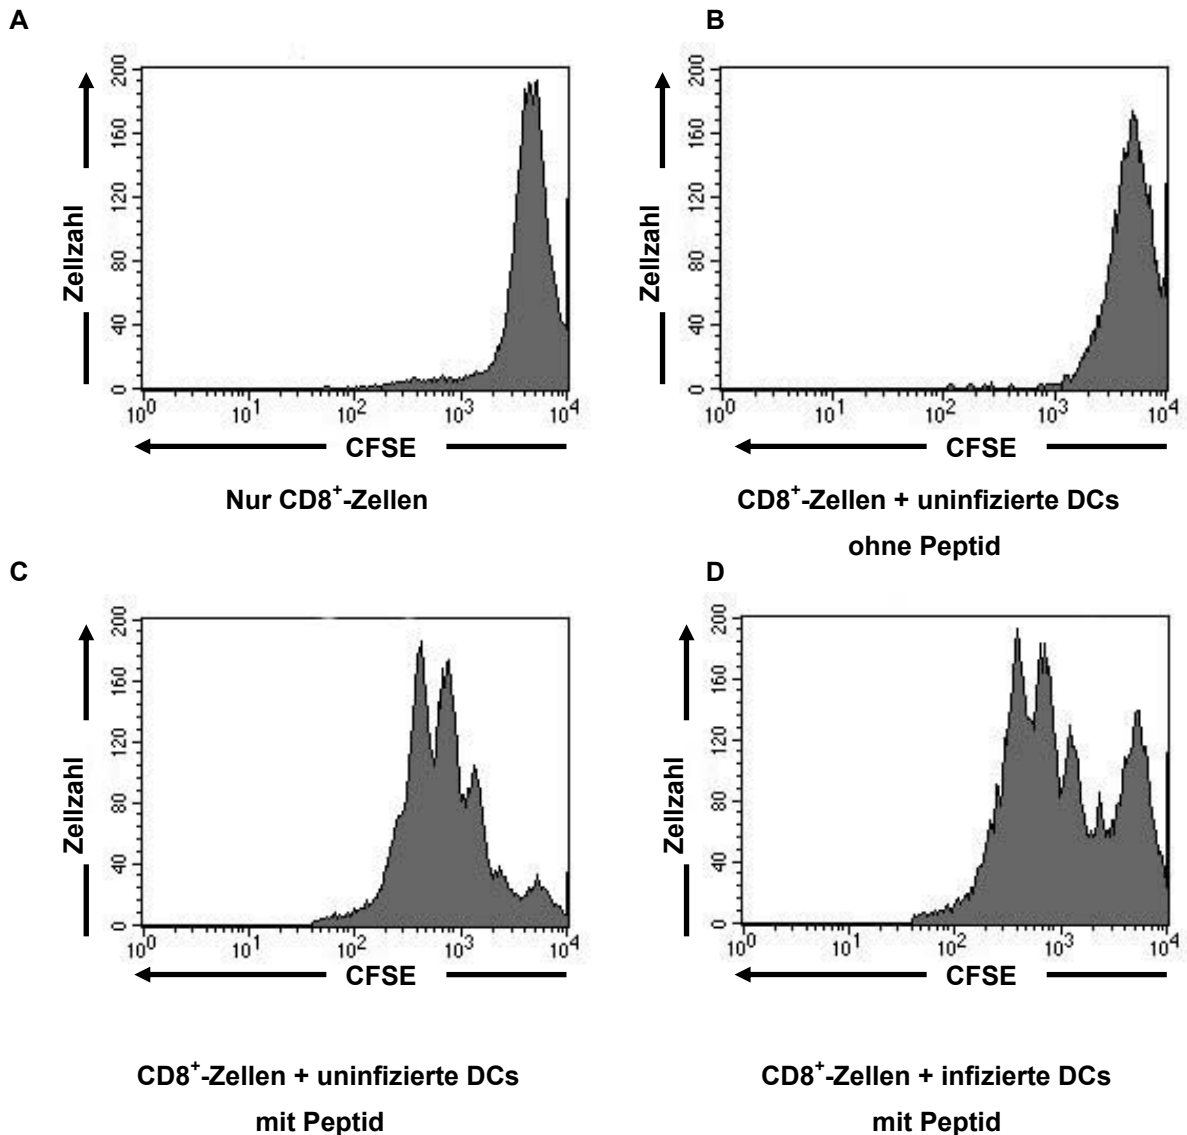 A
B
200
160
120
80
40
0
Zellzahl
10^0 10^1 10^2 10^3 10^4
CFSE
Nur CD8^+-Zellen
200
160
120
80
40
0
Zellzahl
10^0 10^1 10^2 10^3 10^4
CFSE
CD8^+-Zellen + uninfizierte DCs
ohne Peptid
C
D
200
160
120
80
40
0
Zellzahl
10^0 10^1 10^2 10^3 10^4
CFSE
CD8^+-Zellen + uninfizierte DCs
mit Peptid
200
160
120
80
40
0
Zellzahl
10^0 10^1 10^2 10^3 10^4
CFSE
CD8^+-Zellen + infizierte DCs
mit Peptid